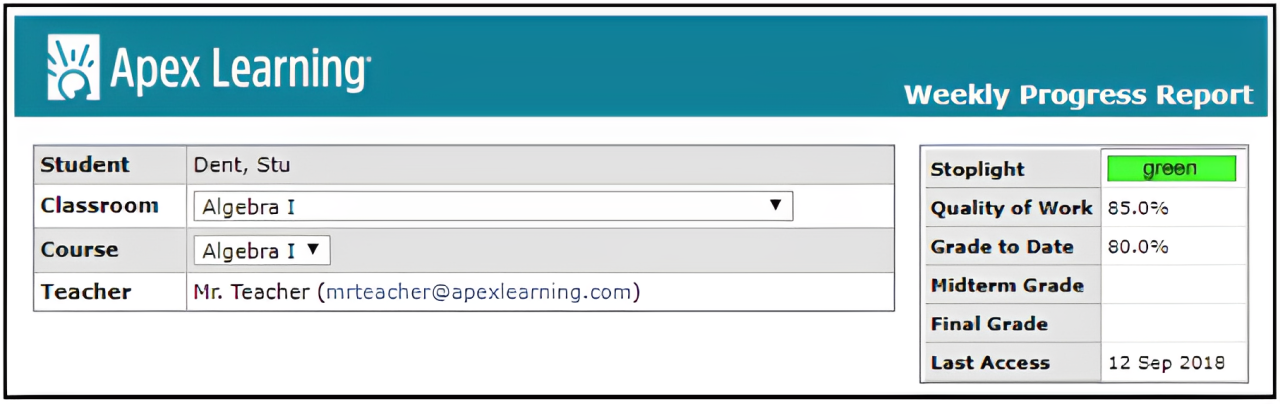 Apex Learning
Weekly Progress Report
Student Dent, Stu
Classroom Algebra I ▼
Course Algebra I ▼
Teacher Mr. Teacher (mrteacher@apexlearning.com)
Stoplight green
Quality of Work 85.0%
Grade to Date 80.0%
Midterm Grade
Final Grade
Last Access 12 Sep 2018